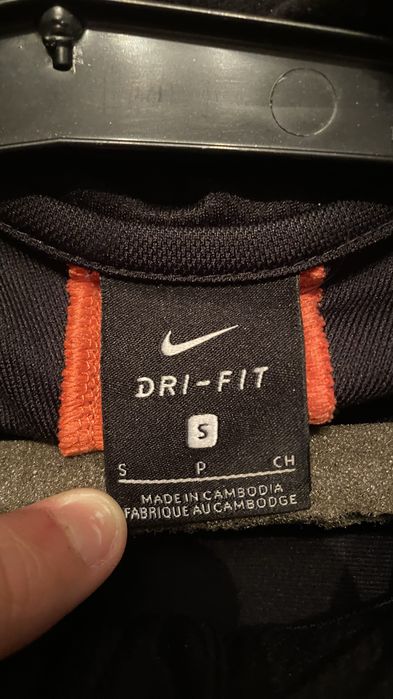 DRI-FIT
S
S P CH
MADE IN CAMBODIA
FABRIQUE AU CAMBODGE